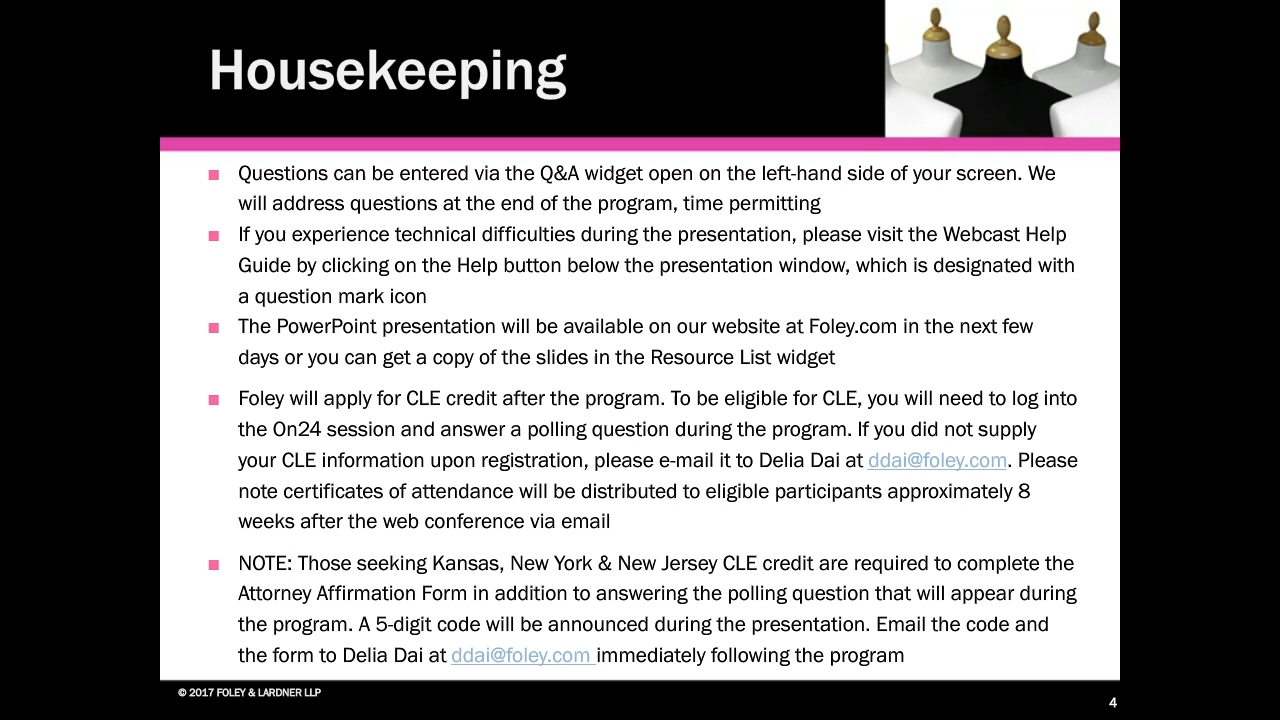 Housekeeping
Questions can be entered via the Q&A widget open on the left-hand side of your screen. We
will address questions at the end of the program, time permitting
If you experience technical difficulties during the presentation, please visit the Webcast Help
Guide by clicking on the Help button below the presentation window, which is designated with
a question mark icon
The PowerPoint presentation will be available on our website at Foley.com in the next few
days or you can get a copy of the slides in the Resource List widget
Foley will apply for CLE credit after the program. To be eligible for CLE, you will need to log into
the On24 session and answer a polling question during the program. If you did not supply
your CLE information upon registration, please e-mail it to Delia Dai at ddai@foley.com. Please
note certificates of attendance will be distributed to eligible participants approximately 8
weeks after the web conference via email
NOTE: Those seeking Kansas, New York & New Jersey CLE credit are required to complete the
Attorney Affirmation Form in addition to answering the polling question that will appear during
the program. A 5-digit code will be announced during the presentation. Email the code and
the form to Delia Dai at ddai@foley.com immediately following the program
© 2017 FOLEY & LARDNER LLP
4